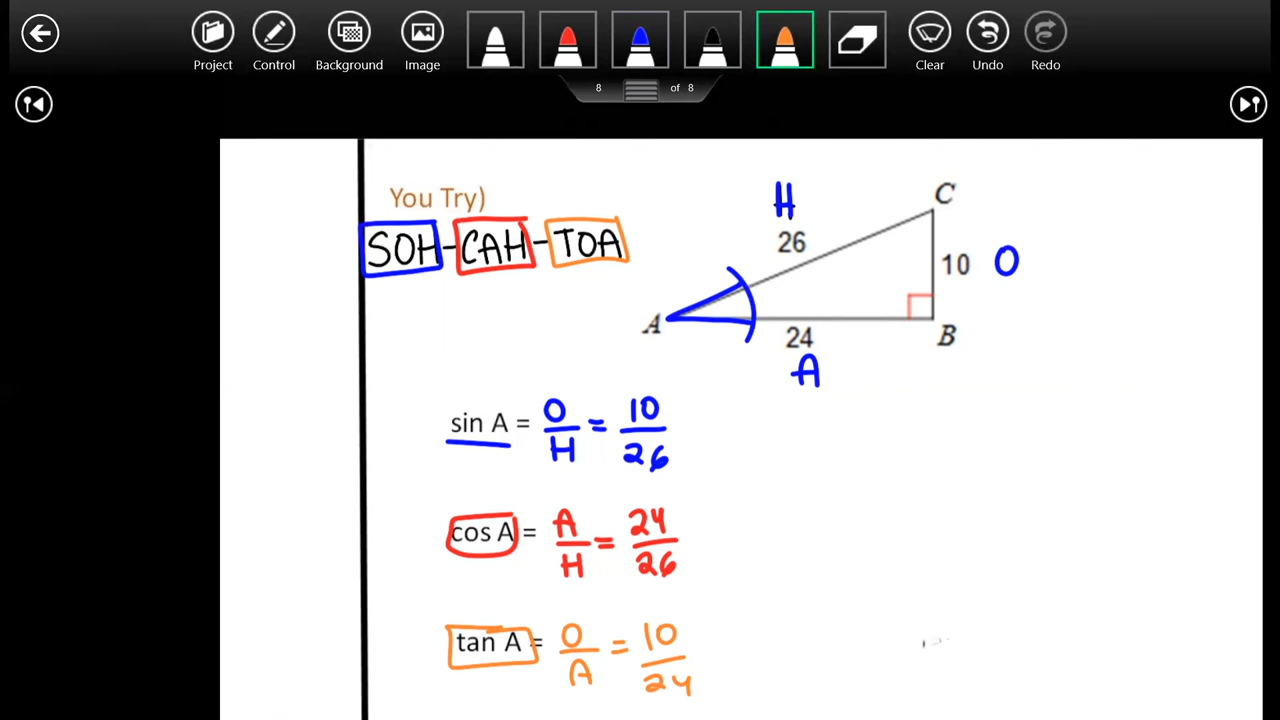 Project Control Background Image Clear Undo Redo
8 of 8
You Try)
SOH-CAH-TOA
H
26
C
10 O
A
24
B
A
sin A = O/H = 10/26
cos A = A/H = 24/26
tan A = O/A = 10/24